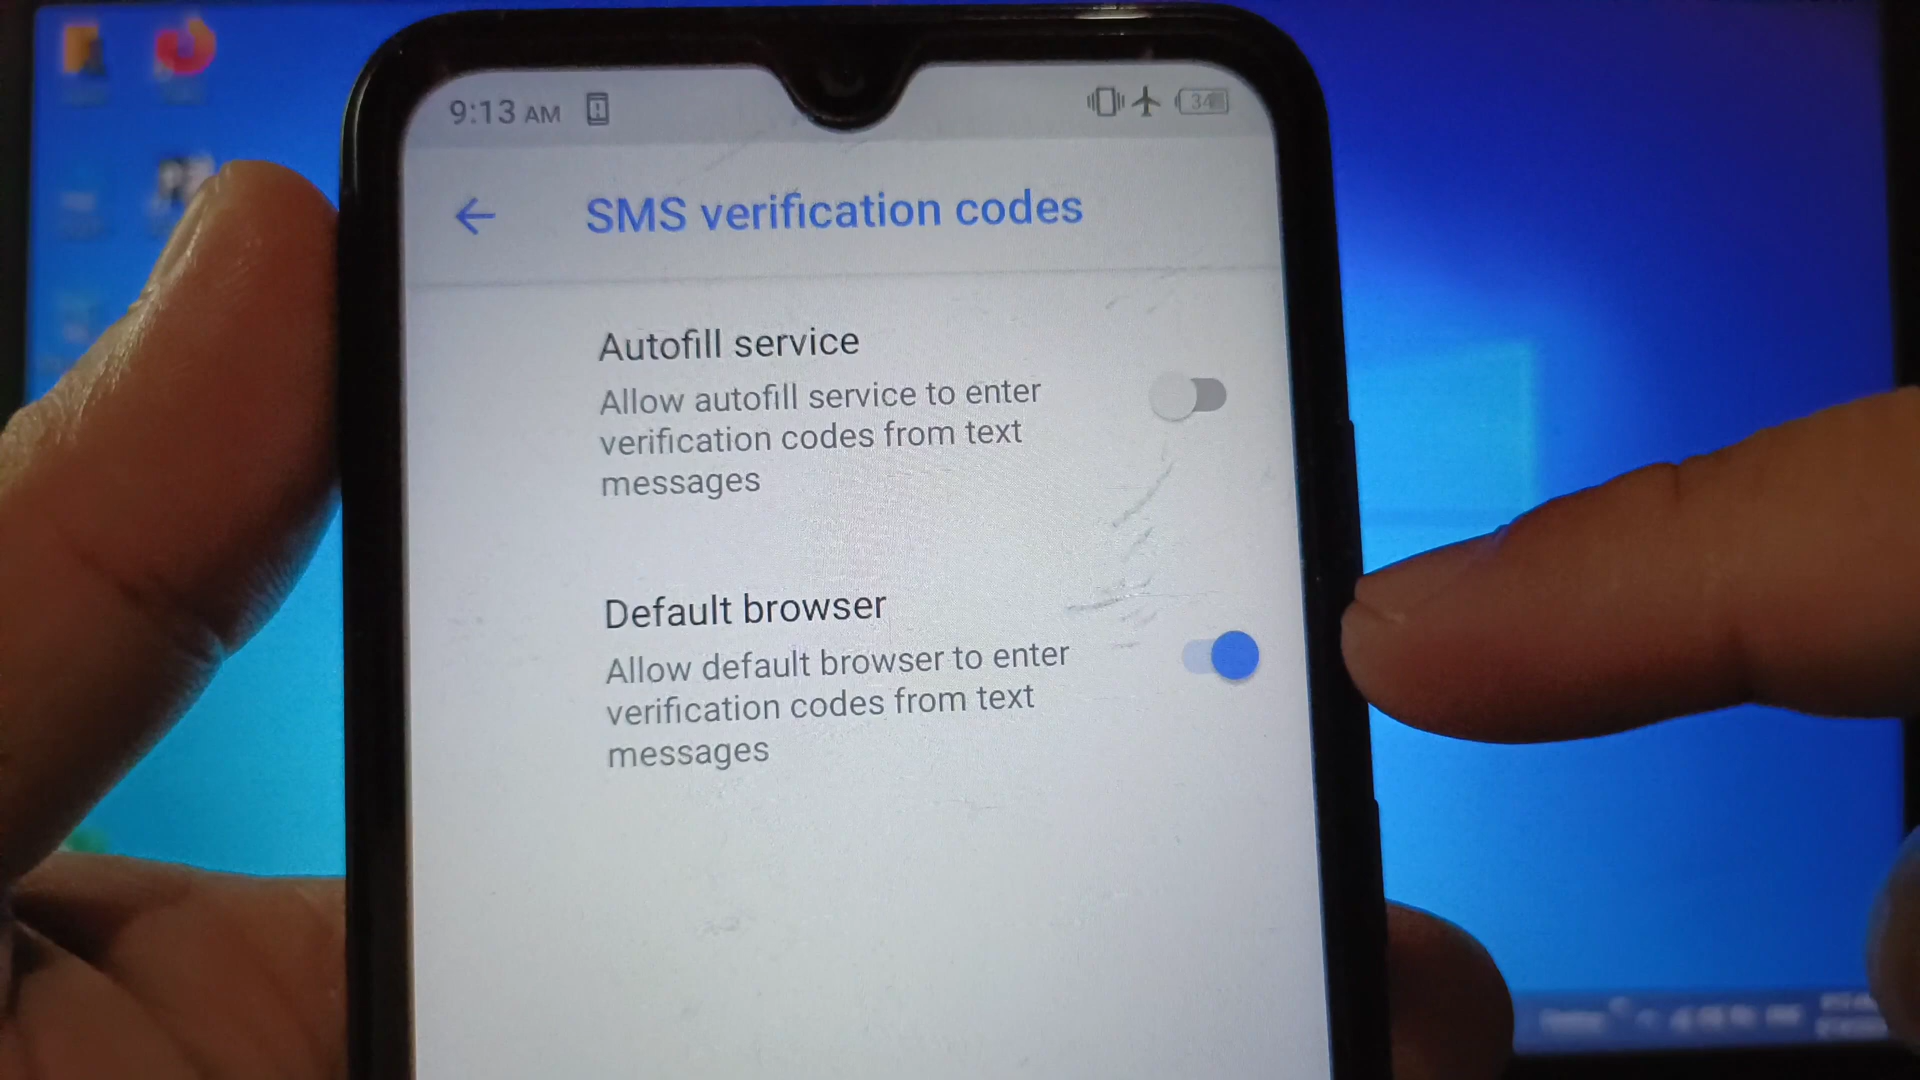 9:13 AM
34
SMS verification codes
Autofill service
Allow autofill service to enter
verification codes from text
messages
Default browser
Allow default browser to enter
verification codes from text
messages